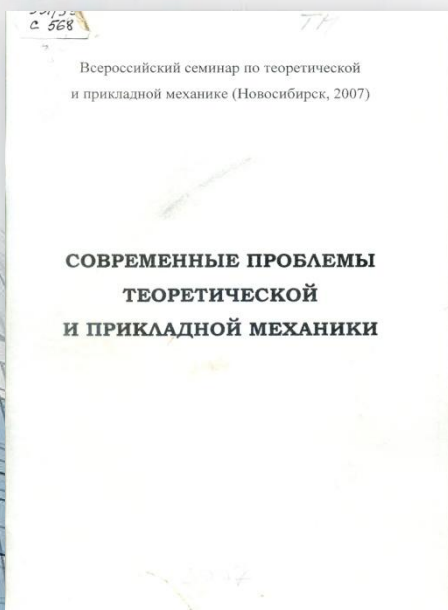 с 568
Всероссийский семинар по теоретической
и прикладной механике (Новосибирск, 2007)
СОВРЕМЕННЫЕ ПРОБЛЕМЫ
ТЕОРЕТИЧЕСКОЙ
И ПРИКЛАДНОЙ МЕХАНИКИ